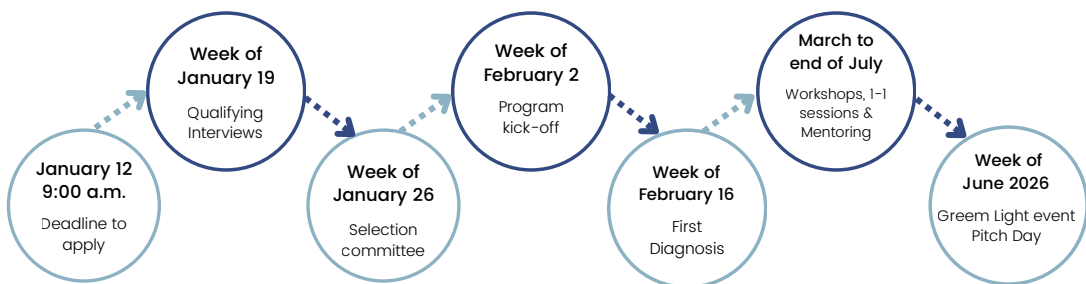 January 12
9:00 a.m.
Deadline to
apply
Week of
January 19
Qualifying
Interviews
Week of
January 26
Selection
committee
Week of
February 2
Program
kick-off
Week of
February 16
First
Diagnosis
March to
end of July
Workshops, 1-1
sessions &
Mentoring
Week of
June 2026
Greem Light event
Pitch Day